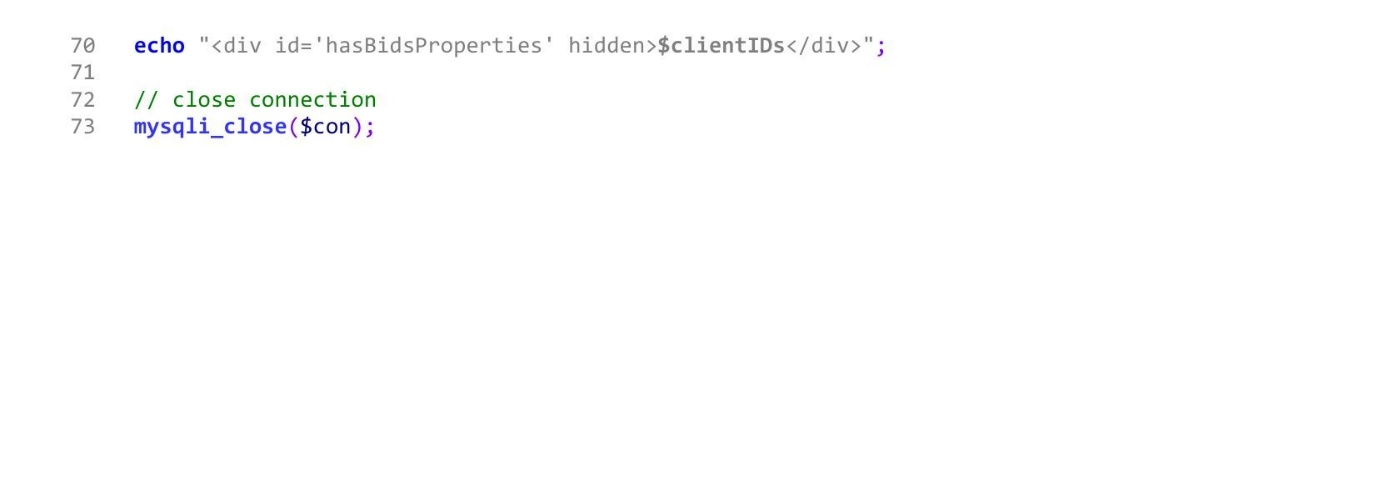 70 echo "<div id='hasBidsProperties' hidden>$clientIDs</div>";
71
72 // close connection
73 mysqli_close($con);